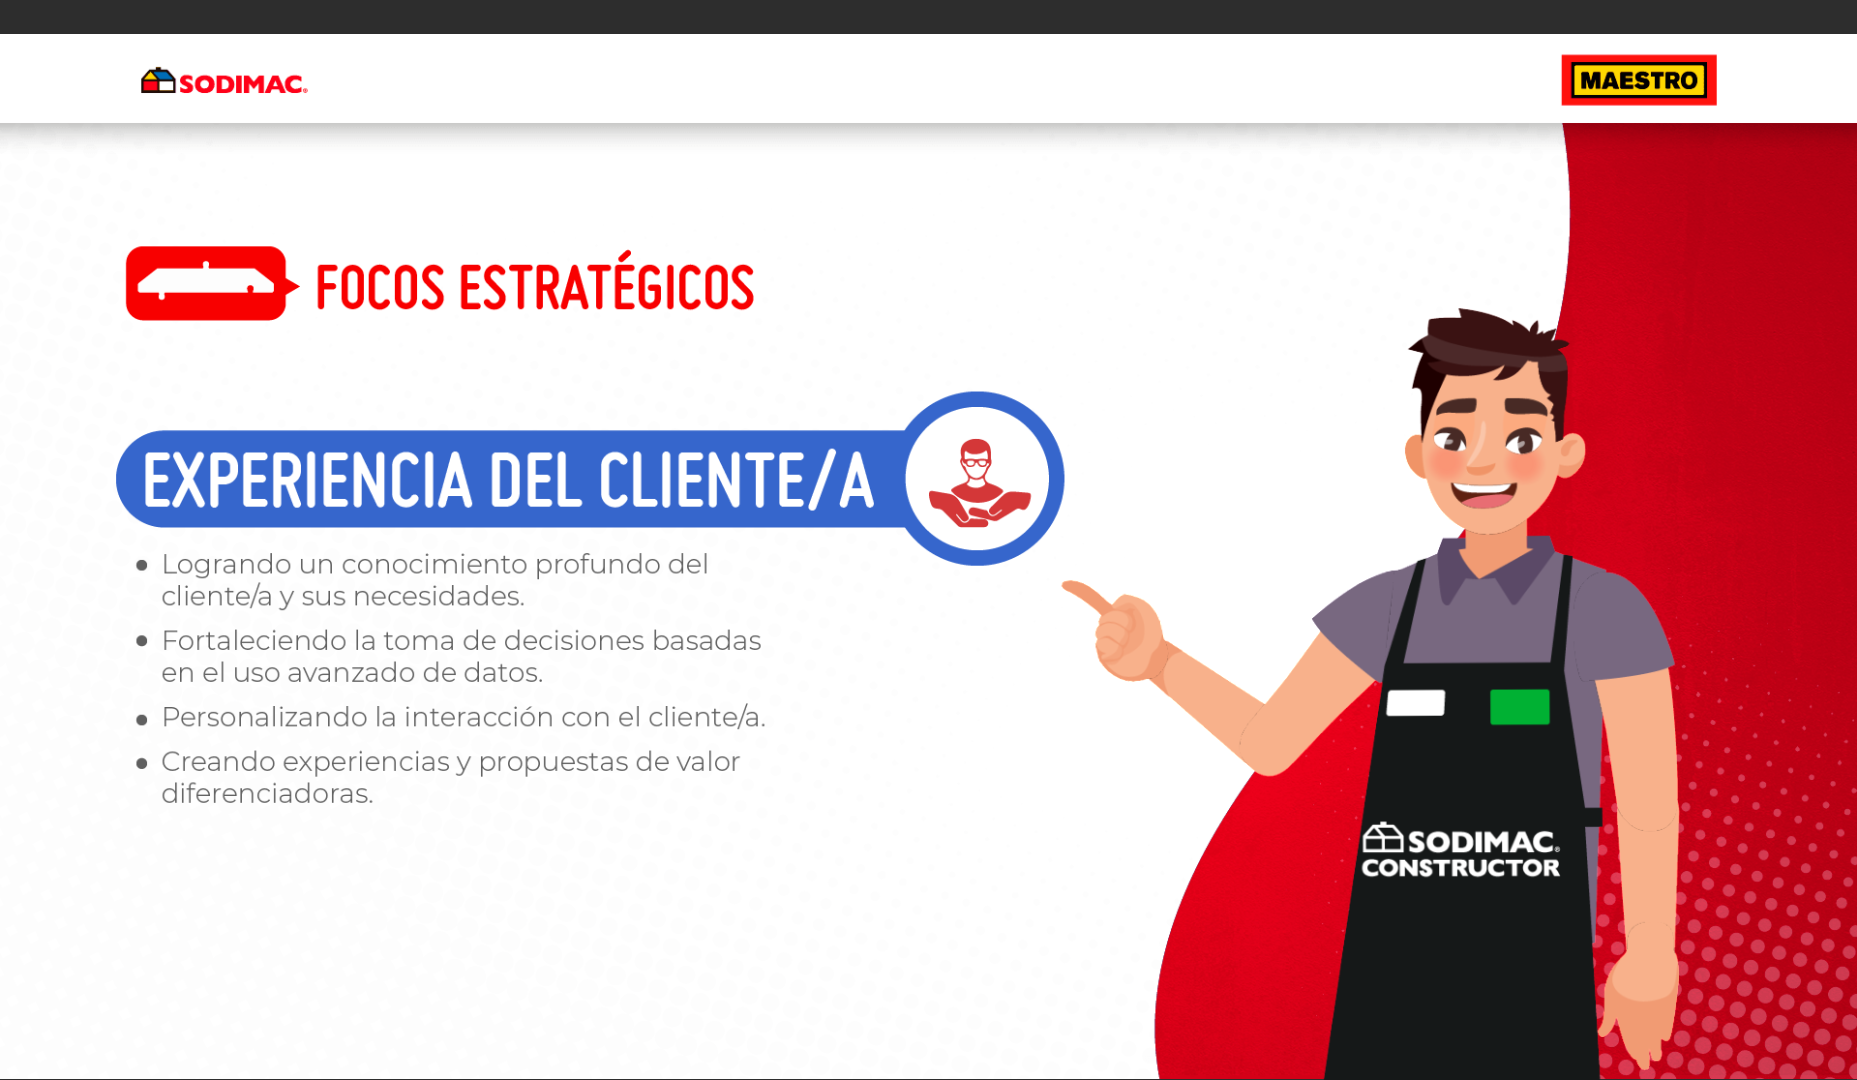 SODIMAC®
MAESTRO
FOCOS ESTRATÉGICOS
EXPERIENCIA DEL CLIENTE/A
• Logrando un conocimiento profundo del
cliente/a y sus necesidades.
• Fortaleciendo la toma de decisiones basadas
en el uso avanzado de datos.
• Personalizando la interacción con el cliente/a.
• Creando experiencias y propuestas de valor
diferenciadoras.
SODIMAC®
CONSTRUCTOR